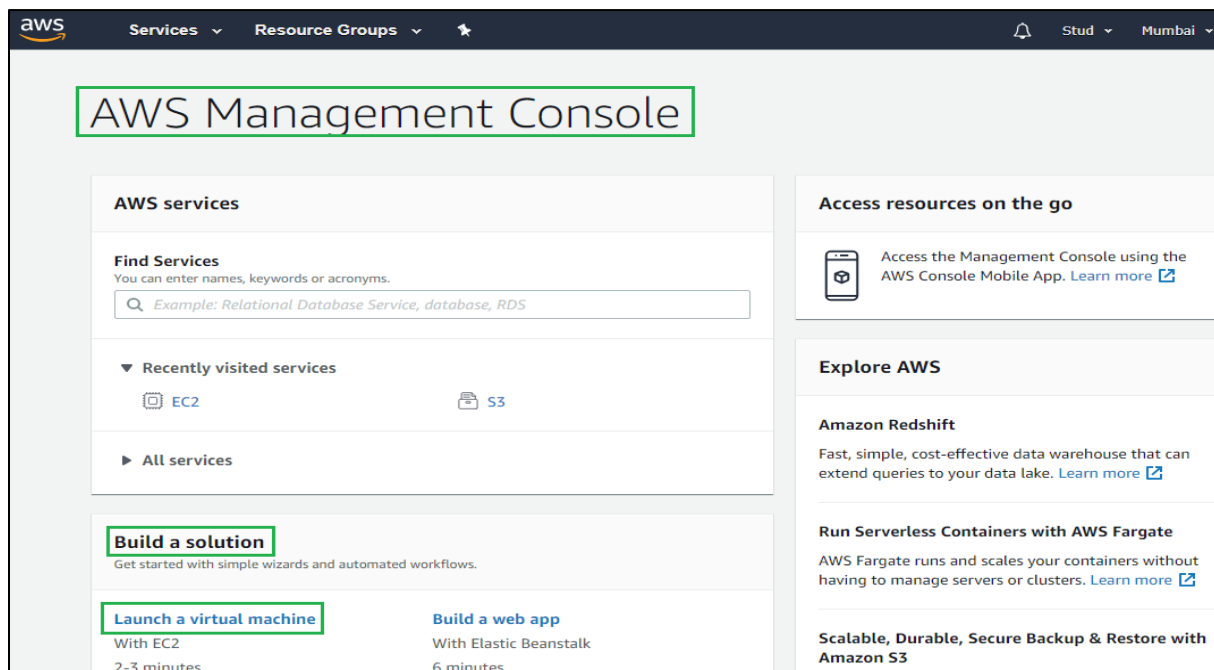 aws
Services
Resource Groups
Stud
Mumbai
AWS Management Console
AWS services
Find Services
You can enter names, keywords or acronyms.
Example: Relational Database Service, database, RDS
Recently visited services
EC2
S3
All services
Build a solution
Get started with simple wizards and automated workflows.
Launch a virtual machine
With EC2
2-3 minutes
Build a web app
With Elastic Beanstalk
6 minutes
Access resources on the go
Access the Management Console using the
AWS Console Mobile App. Learn more
Explore AWS
Amazon Redshift
Fast, simple, cost-effective data warehouse that can
extend queries to your data lake. Learn more
Run Serverless Containers with AWS Fargate
AWS Fargate runs and scales your containers without
having to manage servers or clusters. Learn more
Scalable, Durable, Secure Backup & Restore with
Amazon S3